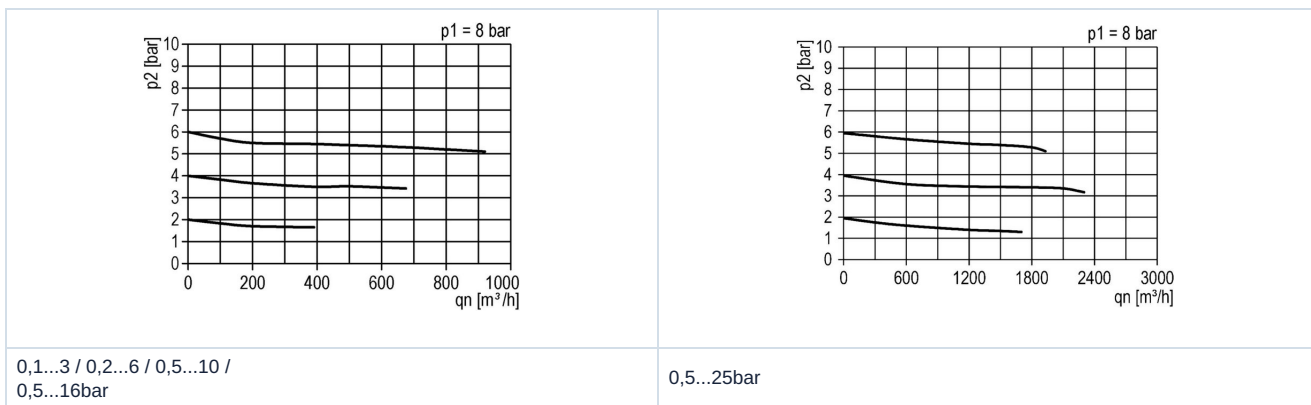 p1 = 8 bar
p2 [bar]
10
9
8
7
6
5
4
3
2
1
0
0 200 400 600 800 1000
qn [m³/h]
p1 = 8 bar
p2 [bar]
10
9
8
7
6
5
4
3
2
1
0
0 600 1200 1800 2400 3000
qn [m³/h]
0,1...3 / 0,2...6 / 0,5...10 /
0,5...16bar
0,5...25bar